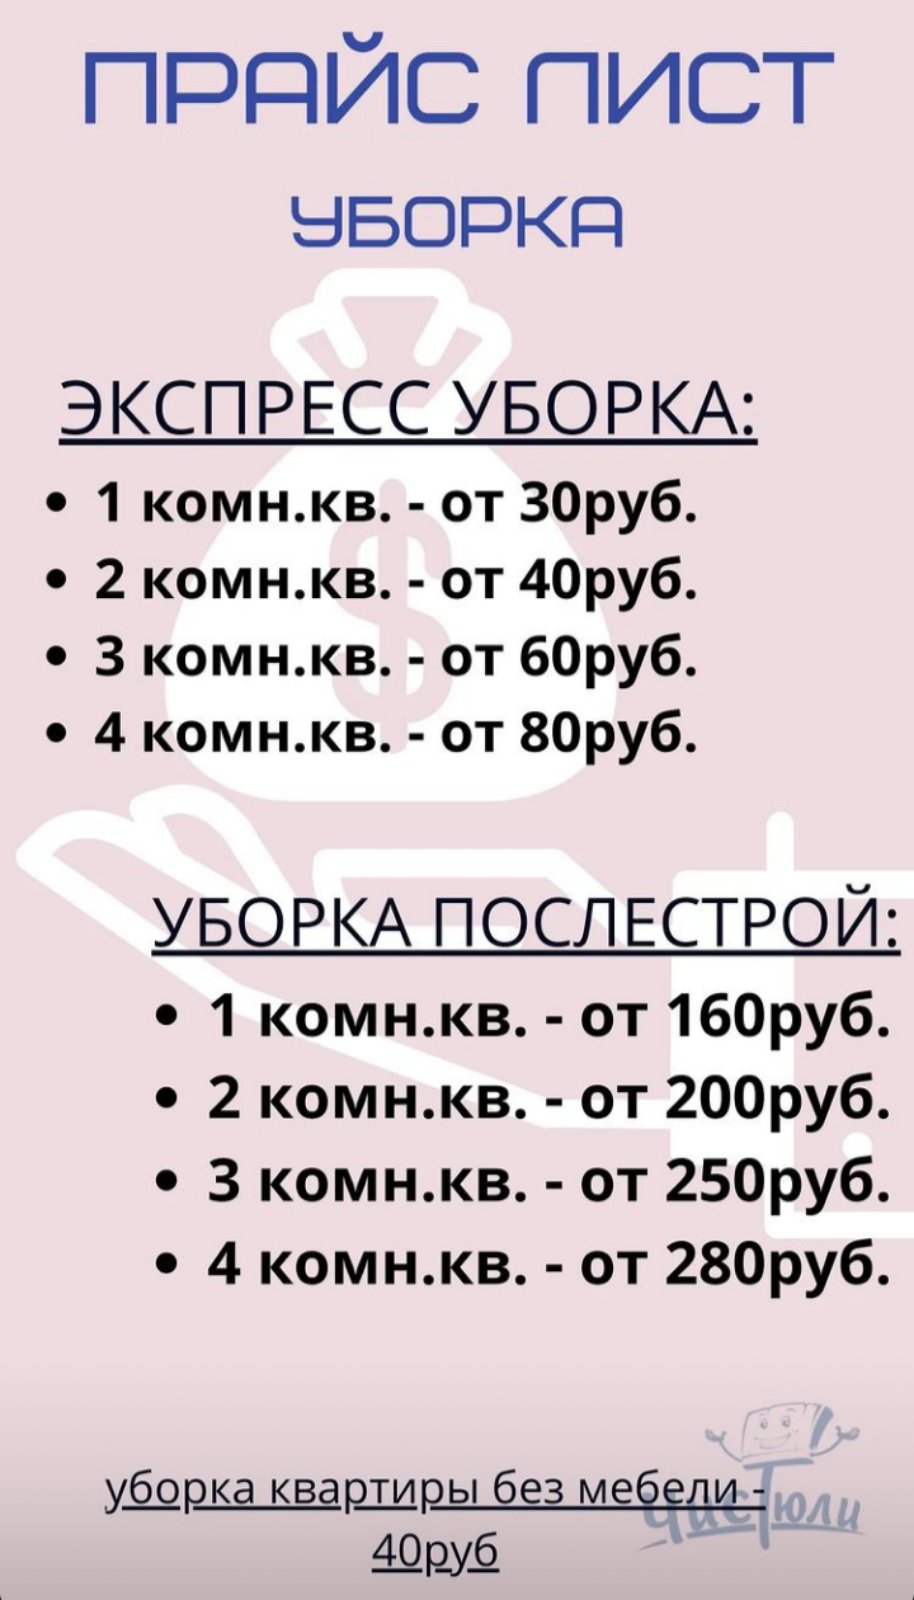 ПРАЙС ЛИСТ
УБОРКА
ЭКСПРЕСС УБОРКА:
• 1 комн.кв. - от 30руб.
• 2 комн.кв. - от 40руб.
• 3 комн.кв. - от 60руб.
• 4 комн.кв. - от 80руб.
УБОРКА ПОСЛЕСТРОЙ:
• 1 комн.кв. - от 160руб.
• 2 комн.кв. - от 200руб.
• 3 комн.кв. - от 250руб.
• 4 комн.кв. - от 280руб.
уборка квартиры без мебели -
40руб
ЧисТюли